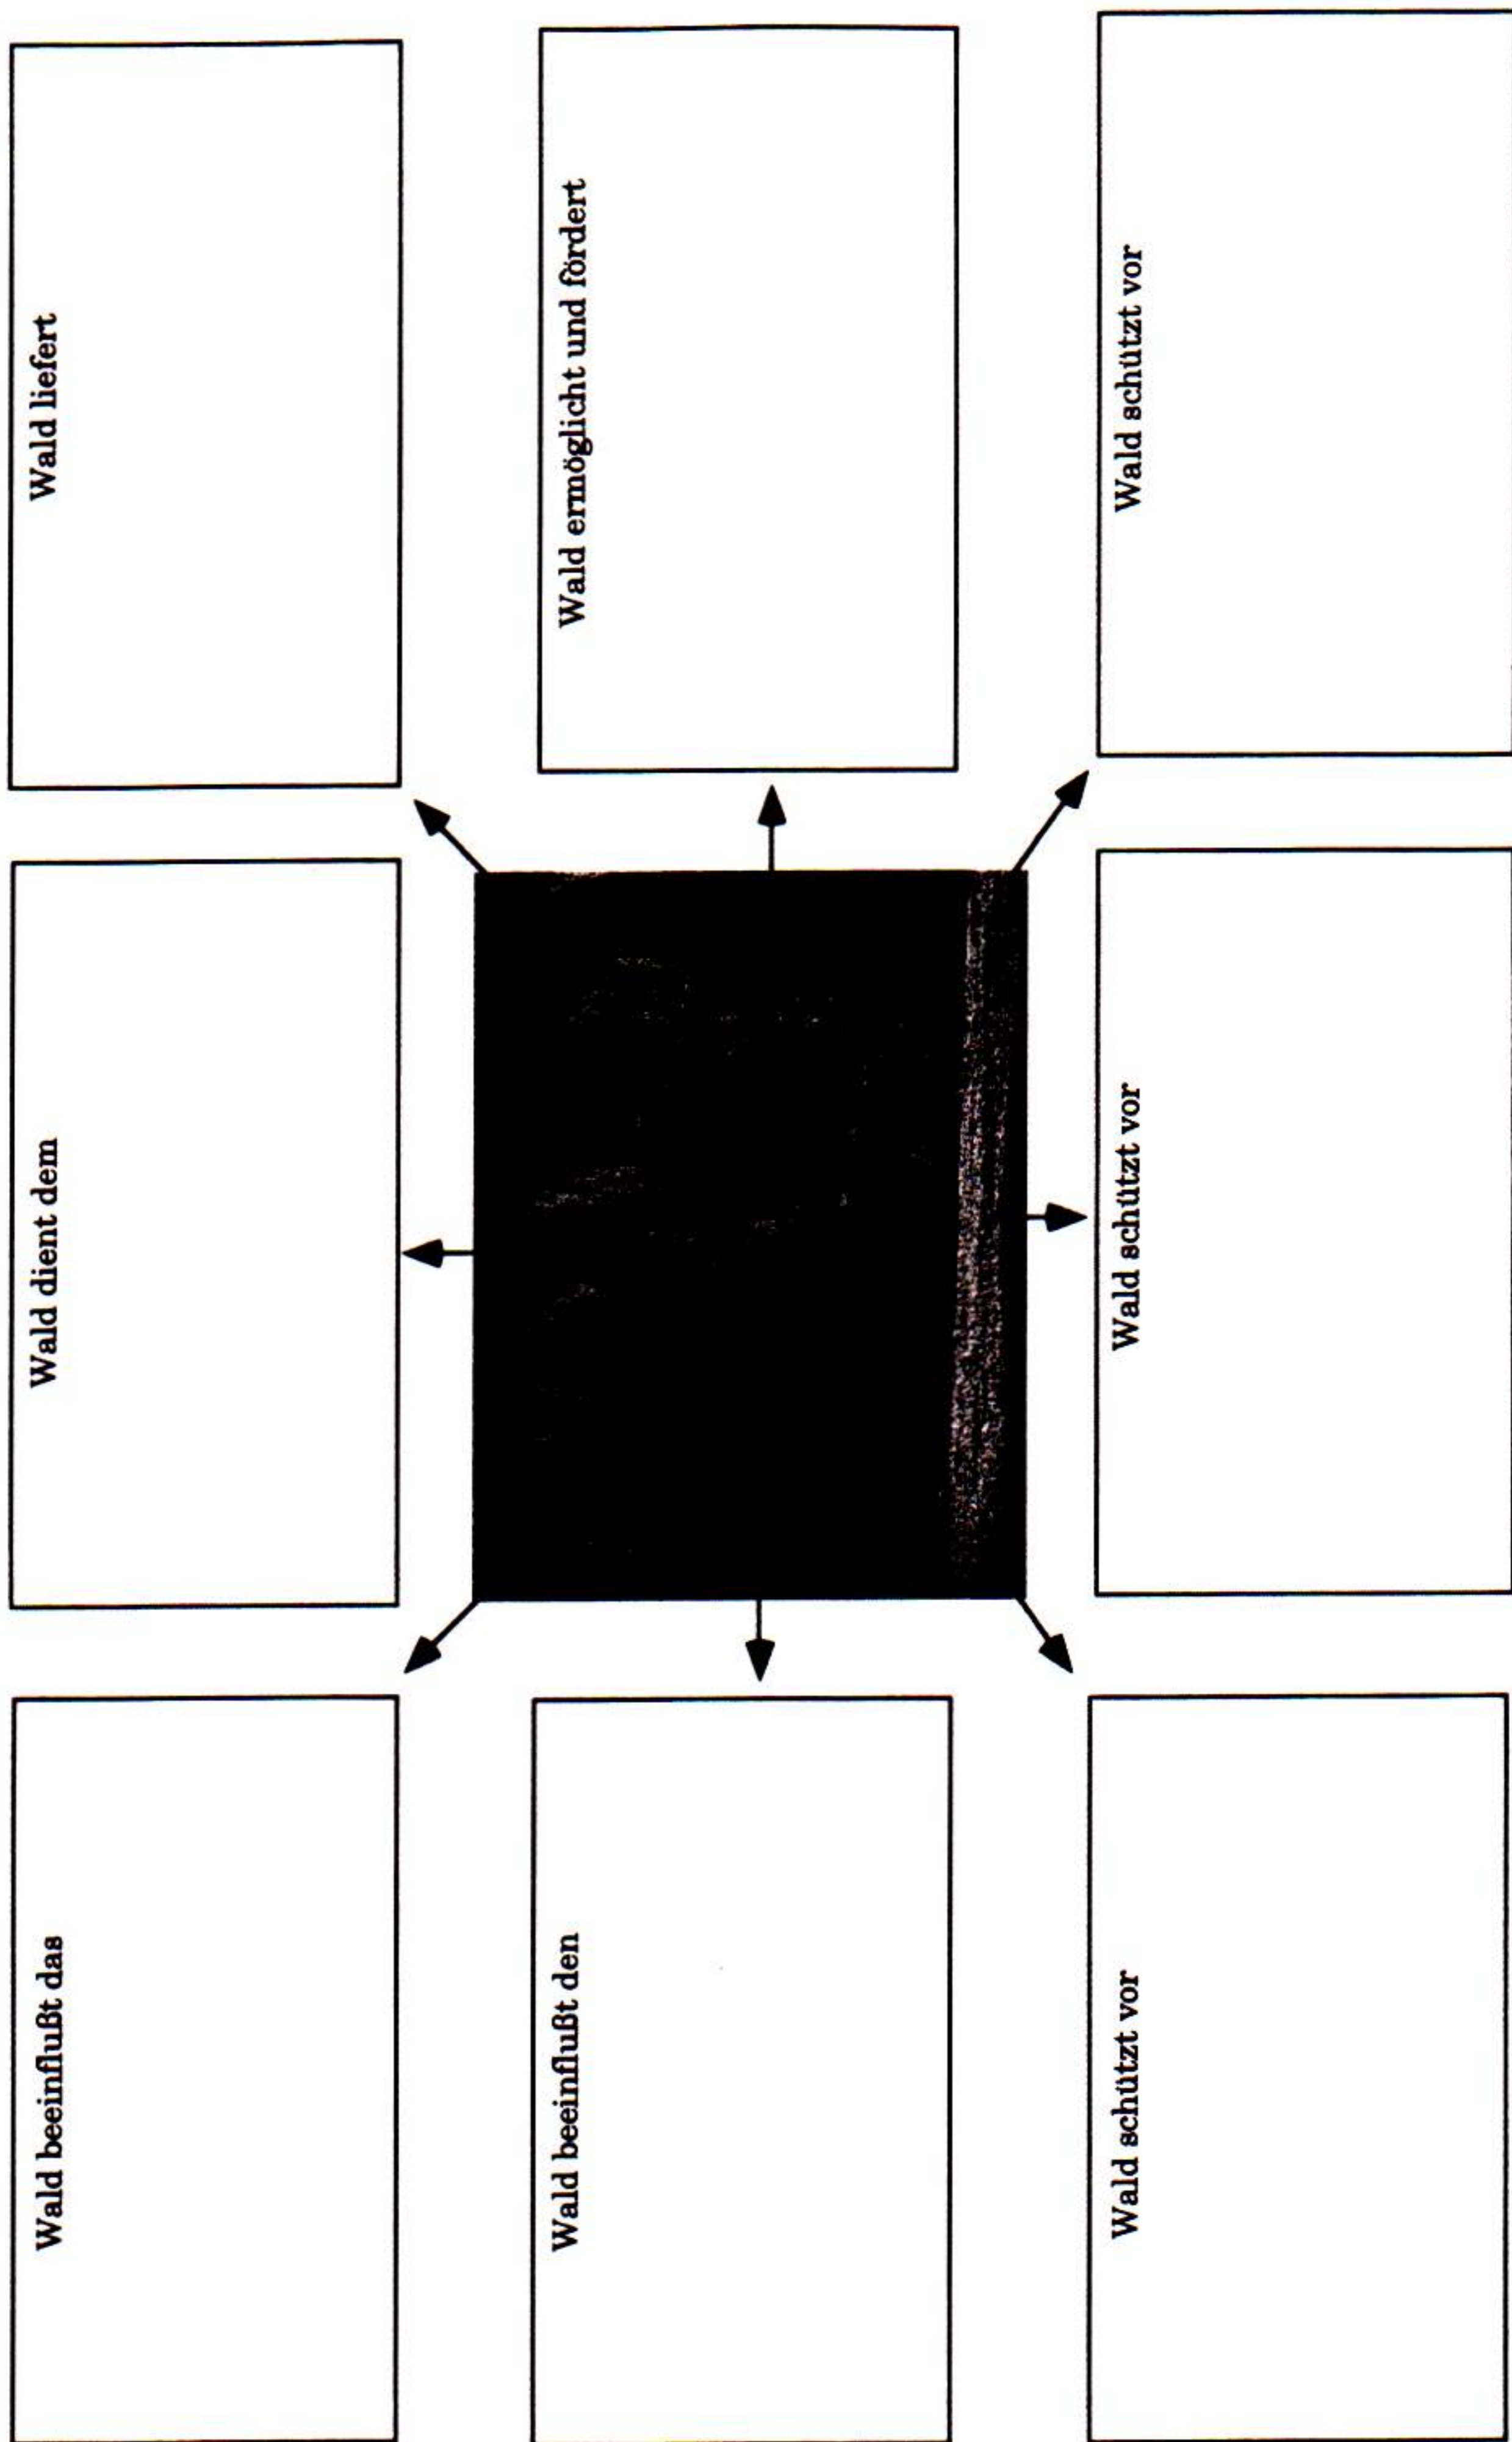 Wald beeinflußt das
Wald dient dem
Wald liefert
Wald beeinflußt den
Wald ermöglicht und fördert
Wald schützt vor
Wald schützt vor
Wald schützt vor